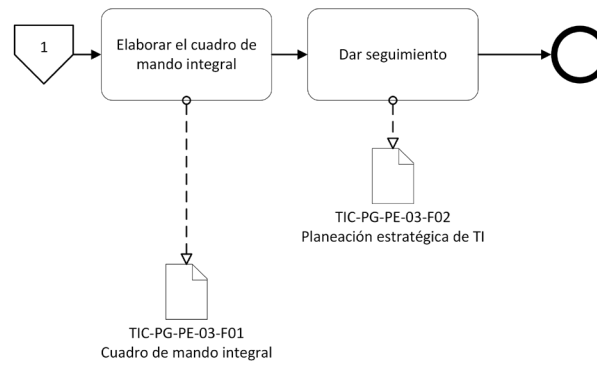 1
Elaborar el cuadro de
mando integral
Dar seguimiento
TIC-PG-PE-03-F02
Planeación estratégica de TI
TIC-PG-PE-03-F01
Cuadro de mando integral